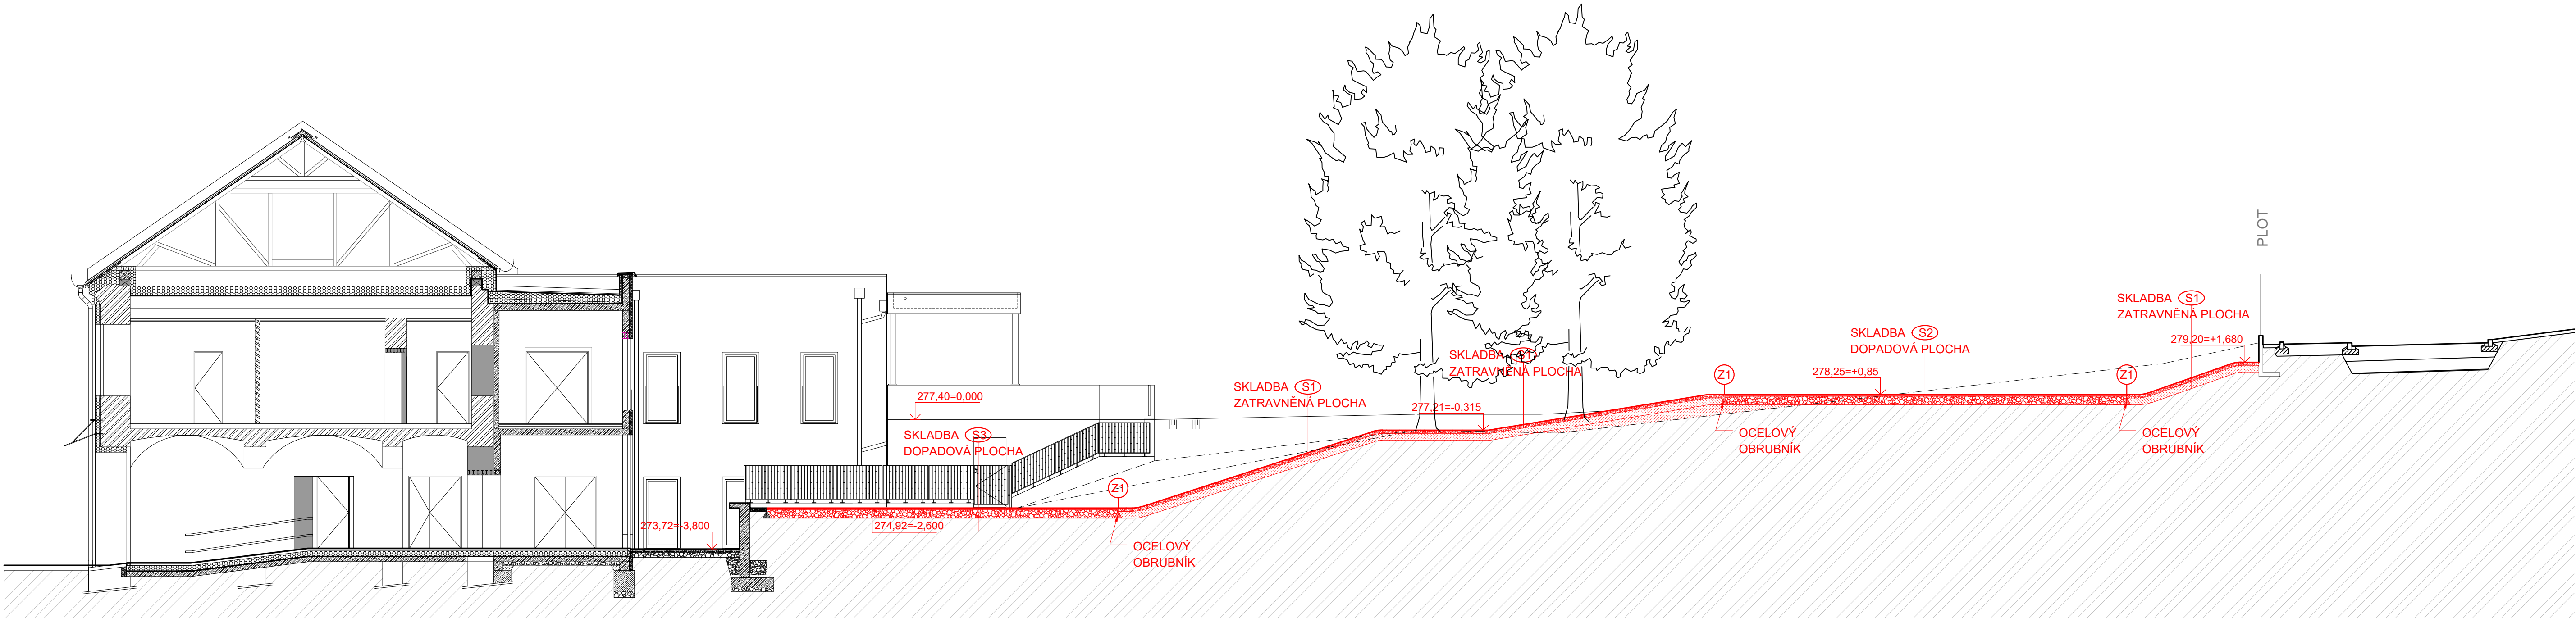 PLOT
SKLADBA S1
ZATRAVNĚNÁ PLOCHA
279,20=+1,680
SKLADBA S2
DOPADOVÁ PLOCHA
278,25=+0,85
Z1
OCELOVÝ
OBRUBNÍK
Z1
OCELOVÝ
OBRUBNÍK
SKLADBA S1
ZATRAVNĚNÁ PLOCHA
277,21=-0,315
SKLADBA S1
ZATRAVNĚNÁ PLOCHA
277,40=0,000
SKLADBA S3
DOPADOVÁ PLOCHA
Z1
OCELOVÝ
OBRUBNÍK
273,72=-3,800
274,92=-2,600